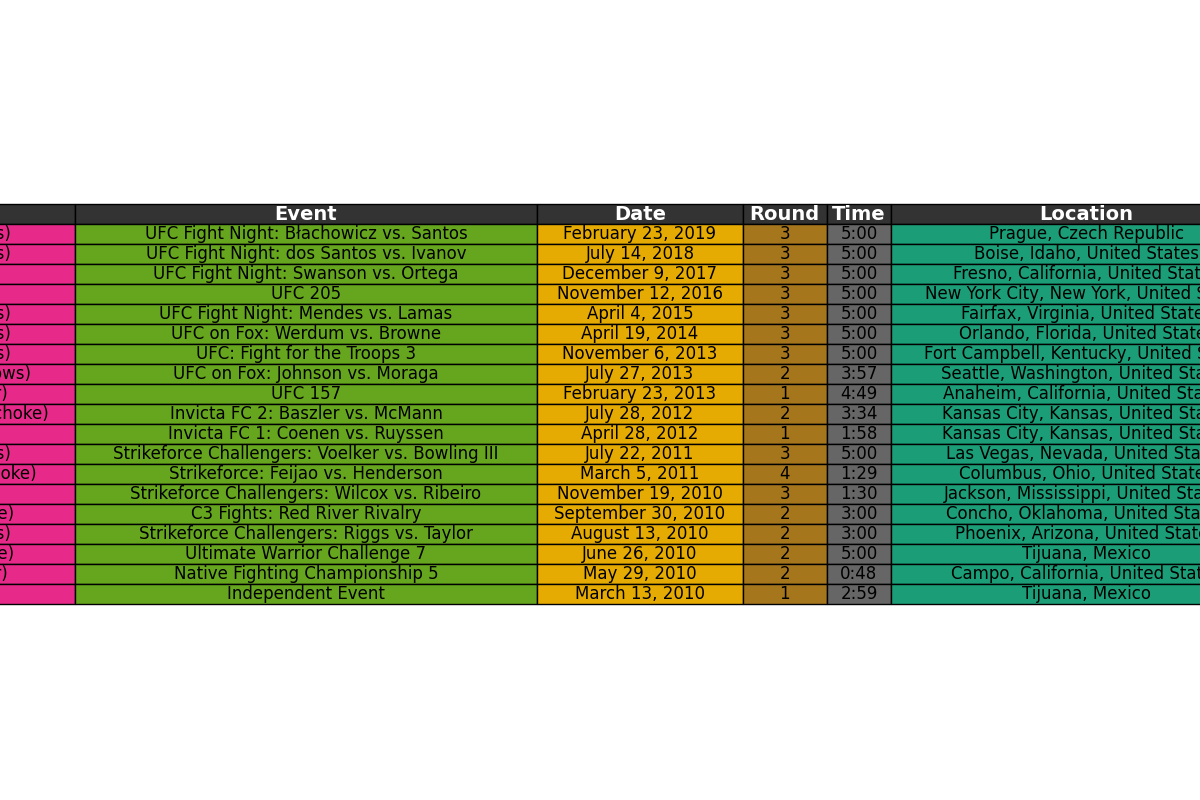 Event Date Round Time Location
s) UFC Fight Night: Błachowicz vs. Santos February 23, 2019 3 5:00 Prague, Czech Republic
s) UFC Fight Night: dos Santos vs. Ivanov July 14, 2018 3 5:00 Boise, Idaho, United States
UFC Fight Night: Swanson vs. Ortega December 9, 2017 3 5:00 Fresno, California, United Stat
UFC 205 November 12, 2016 3 5:00 New York City, New York, United S
s) UFC Fight Night: Mendes vs. Lamas April 4, 2015 3 5:00 Fairfax, Virginia, United State
s) UFC on Fox: Werdum vs. Browne April 19, 2014 3 5:00 Orlando, Florida, United State
s) UFC: Fight for the Troops 3 November 6, 2013 3 5:00 Fort Campbell, Kentucky, United S
ows) UFC on Fox: Johnson vs. Moraga July 27, 2013 2 3:57 Seattle, Washington, United Sta
) UFC 157 February 23, 2013 1 4:49 Anaheim, California, United Sta
choke) Invicta FC 2: Baszler vs. McMann July 28, 2012 2 3:34 Kansas City, Kansas, United Sta
Invicta FC 1: Coenen vs. Ruyssen April 28, 2012 1 1:58 Kansas City, Kansas, United Sta
s) Strikeforce Challengers: Voelker vs. Bowling III July 22, 2011 3 5:00 Las Vegas, Nevada, United Sta
oke) Strikeforce: Feijao vs. Henderson March 5, 2011 4 1:29 Columbus, Ohio, United State
Strikeforce Challengers: Wilcox vs. Ribeiro November 19, 2010 3 1:30 Jackson, Mississippi, United Sta
e) C3 Fights: Red River Rivalry September 30, 2010 2 3:00 Concho, Oklahoma, United Sta
s) Strikeforce Challengers: Riggs vs. Taylor August 13, 2010 2 3:00 Phoenix, Arizona, United State
e) Ultimate Warrior Challenge 7 June 26, 2010 2 5:00 Tijuana, Mexico
) Native Fighting Championship 5 May 29, 2010 2 0:48 Campo, California, United Stat
Independent Event March 13, 2010 1 2:59 Tijuana, Mexico